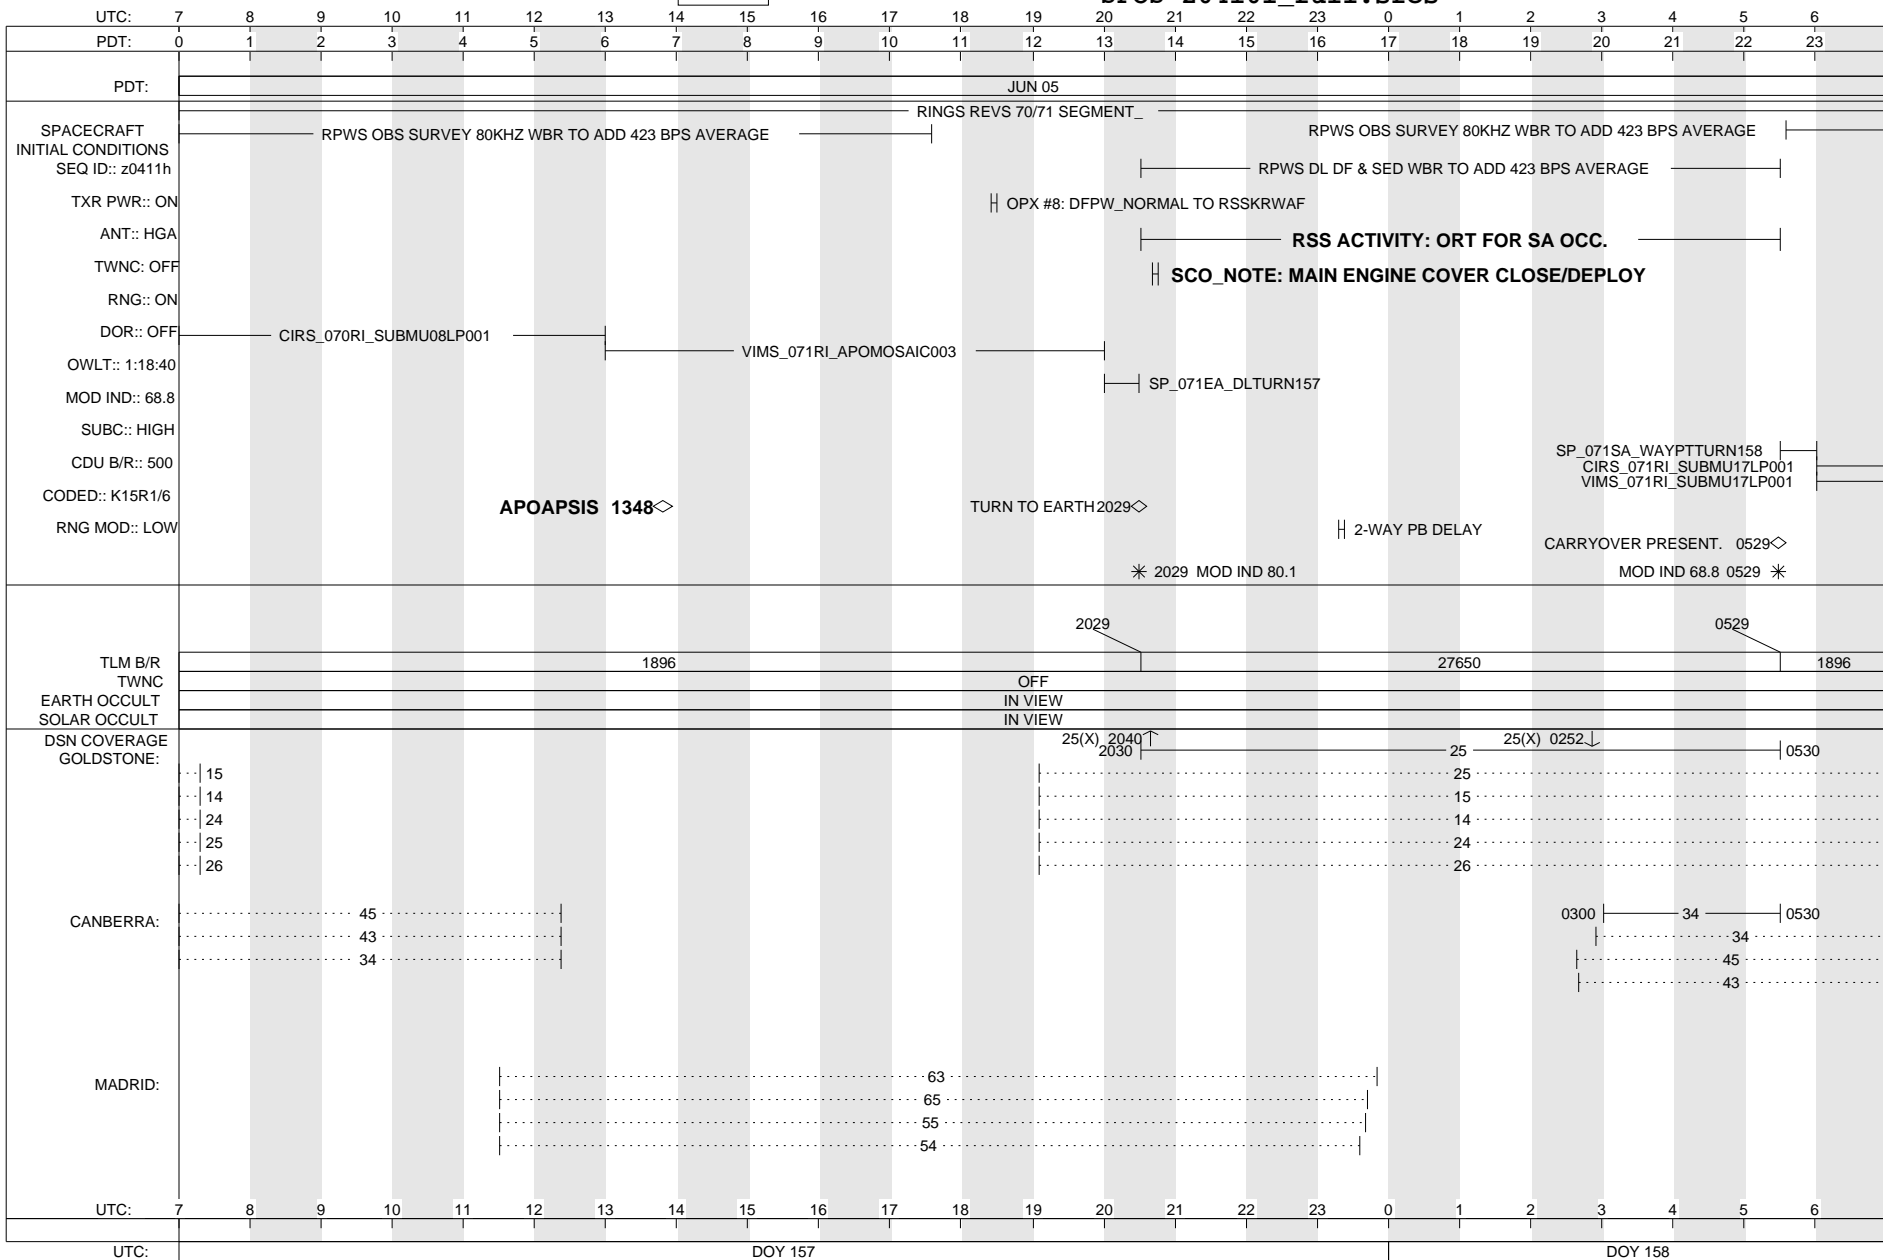 UTC: 7 8 9 10 11 12 13 14 15 16 17 18 19 20 21 22 23 0 1 2 3 4 5 6
PDT: 0 1 2 3 4 5 6 7 8 9 10 11 12 13 14 15 16 17 18 19 20 21 22 23
PDT: JUN 05
RINGS REVS 70/71 SEGMENT_
SPACECRAFT INITIAL CONDITIONS
RPWS OBS SURVEY 80KHZ WBR TO ADD 423 BPS AVERAGE
RPWS OBS SURVEY 80KHZ WBR TO ADD 423 BPS AVERAGE
SEQ ID:: z0411h
RPWS DL DF & SED WBR TO ADD 423 BPS AVERAGE
TXR PWR:: ON
OPX #8: DFPW_NORMAL TO RSSKRWAF
ANT:: HGA
RSS ACTIVITY: ORT FOR SA OCC.
TWNC: OFF
SCO_NOTE: MAIN ENGINE COVER CLOSE/DEPLOY
RNG:: ON
DOR:: OFF
CIRS_070RI_SUBMU08LP001
VIMS_071RI_APOMOSAIC003
OWLT:: 1:18:40
SP_071EA_DLTURN157
MOD IND:: 68.8
SUBC:: HIGH
SP_071SA_WAYPTTURN158
CDU B/R:: 500
CIRS_071RI_SUBMU17LP001
VIMS_071RI_SUBMU17LP001
CODED:: K15R1/6
APOAPSIS 1348
TURN TO EARTH 2029
RNG MOD:: LOW
2-WAY PB DELAY
CARRYOVER PRESENT. 0529
2029 MOD IND 80.1
MOD IND 68.8 0529
2029
0529
TLM B/R 1896 27650 1896
TWNC OFF
EARTH OCCULT IN VIEW
SOLAR OCCULT IN VIEW
DSN COVERAGE
25(X) 2040
25(X) 0252
GOLDSTONE: 2030 25 0530
15 25
14 15
24 14
25 24
26 26
CANBERRA:
45 0300 34 0530
43 34
34 45
43
MADRID:
63
65
55
54
UTC: 7 8 9 10 11 12 13 14 15 16 17 18 19 20 21 22 23 0 1 2 3 4 5 6
UTC: DOY 157 DOY 158